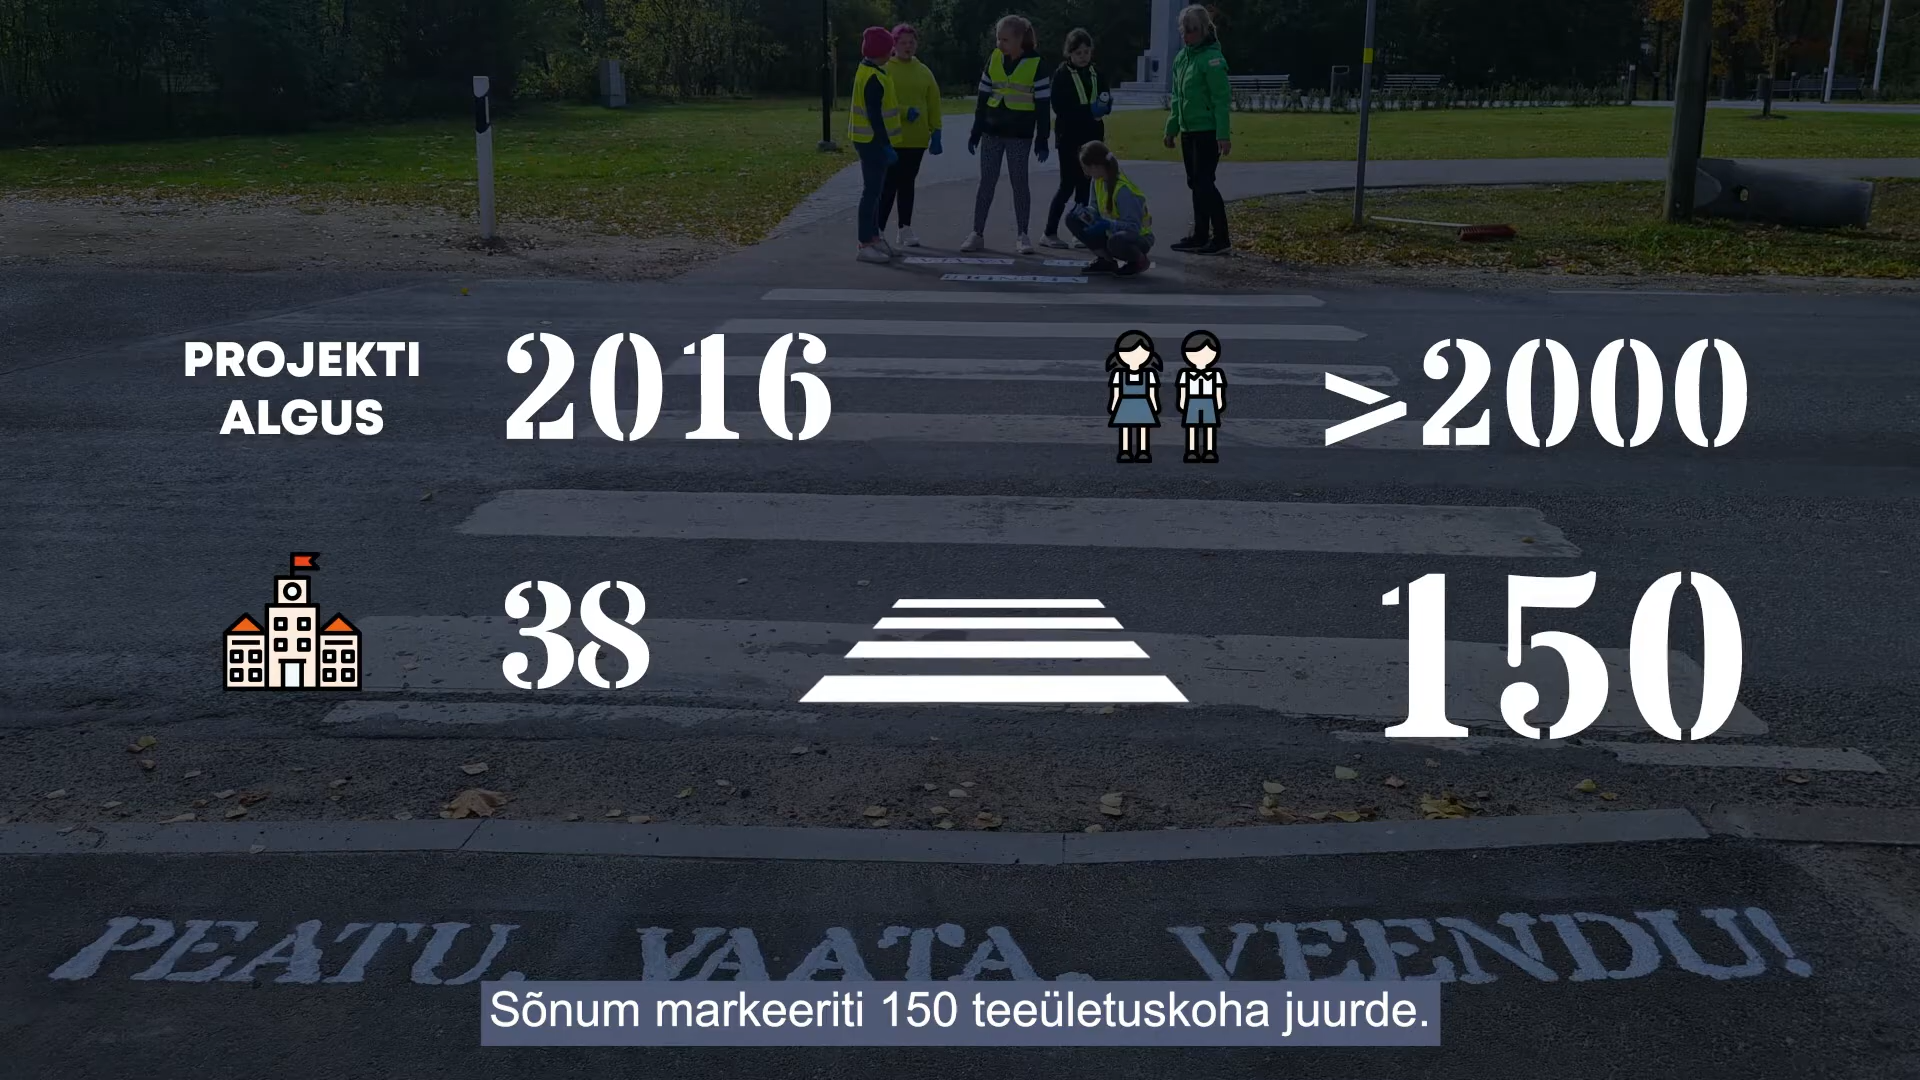 PROJEKTI
ALGUS
2016
>2000
38
150
PEATU. VAATA. VEENDU!
Sõnum markeeriti 150 teeületuskoha juurde.